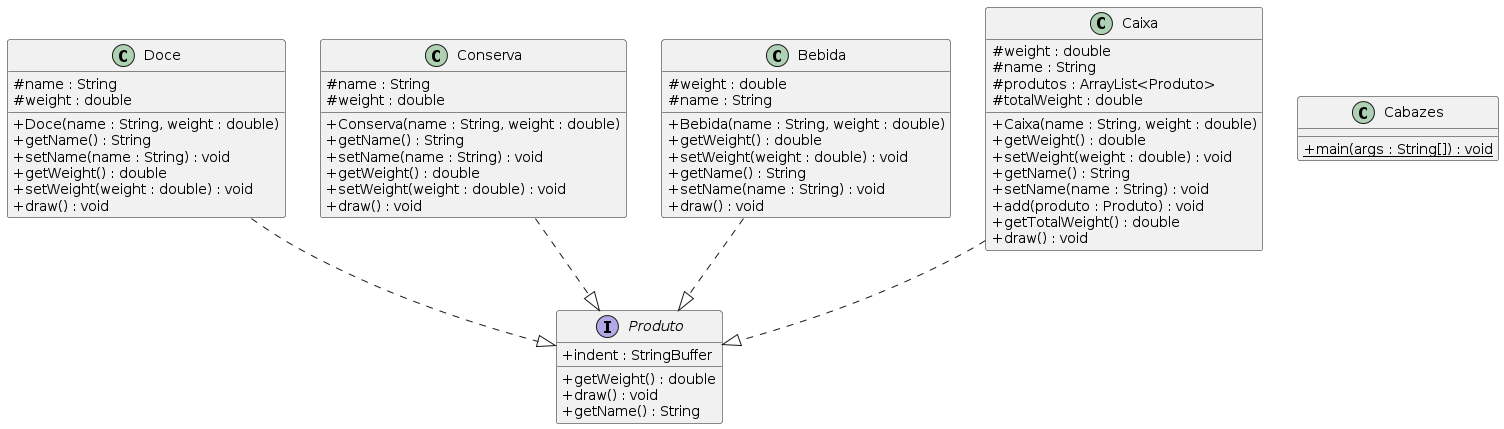 C Doce
#name : String
#weight : double
+Doce(name : String, weight : double)
+getName() : String
+setName(name : String) : void
+getWeight() : double
+setWeight(weight : double) : void
+draw() : void
C Conserva
#name : String
#weight : double
+Conserva(name : String, weight : double)
+getName() : String
+setName(name : String) : void
+getWeight() : double
+setWeight(weight : double) : void
+draw() : void
C Bebida
#weight : double
#name : String
+Bebida(name : String, weight : double)
+getWeight() : double
+setWeight(weight : double) : void
+getName() : String
+setName(name : String) : void
+draw() : void
C Caixa
#weight : double
#name : String
#produtos : ArrayList<Produto>
#totalWeight : double
+Caixa(name : String, weight : double)
+getWeight() : double
+setWeight(weight : double) : void
+getName() : String
+setName(name : String) : void
+add(produto : Produto) : void
+getTotalWeight() : double
+draw() : void
C Cabazes
+main(args : String[]) : void
I Produto
+indent : StringBuffer
+getWeight() : double
+draw() : void
+getName() : String